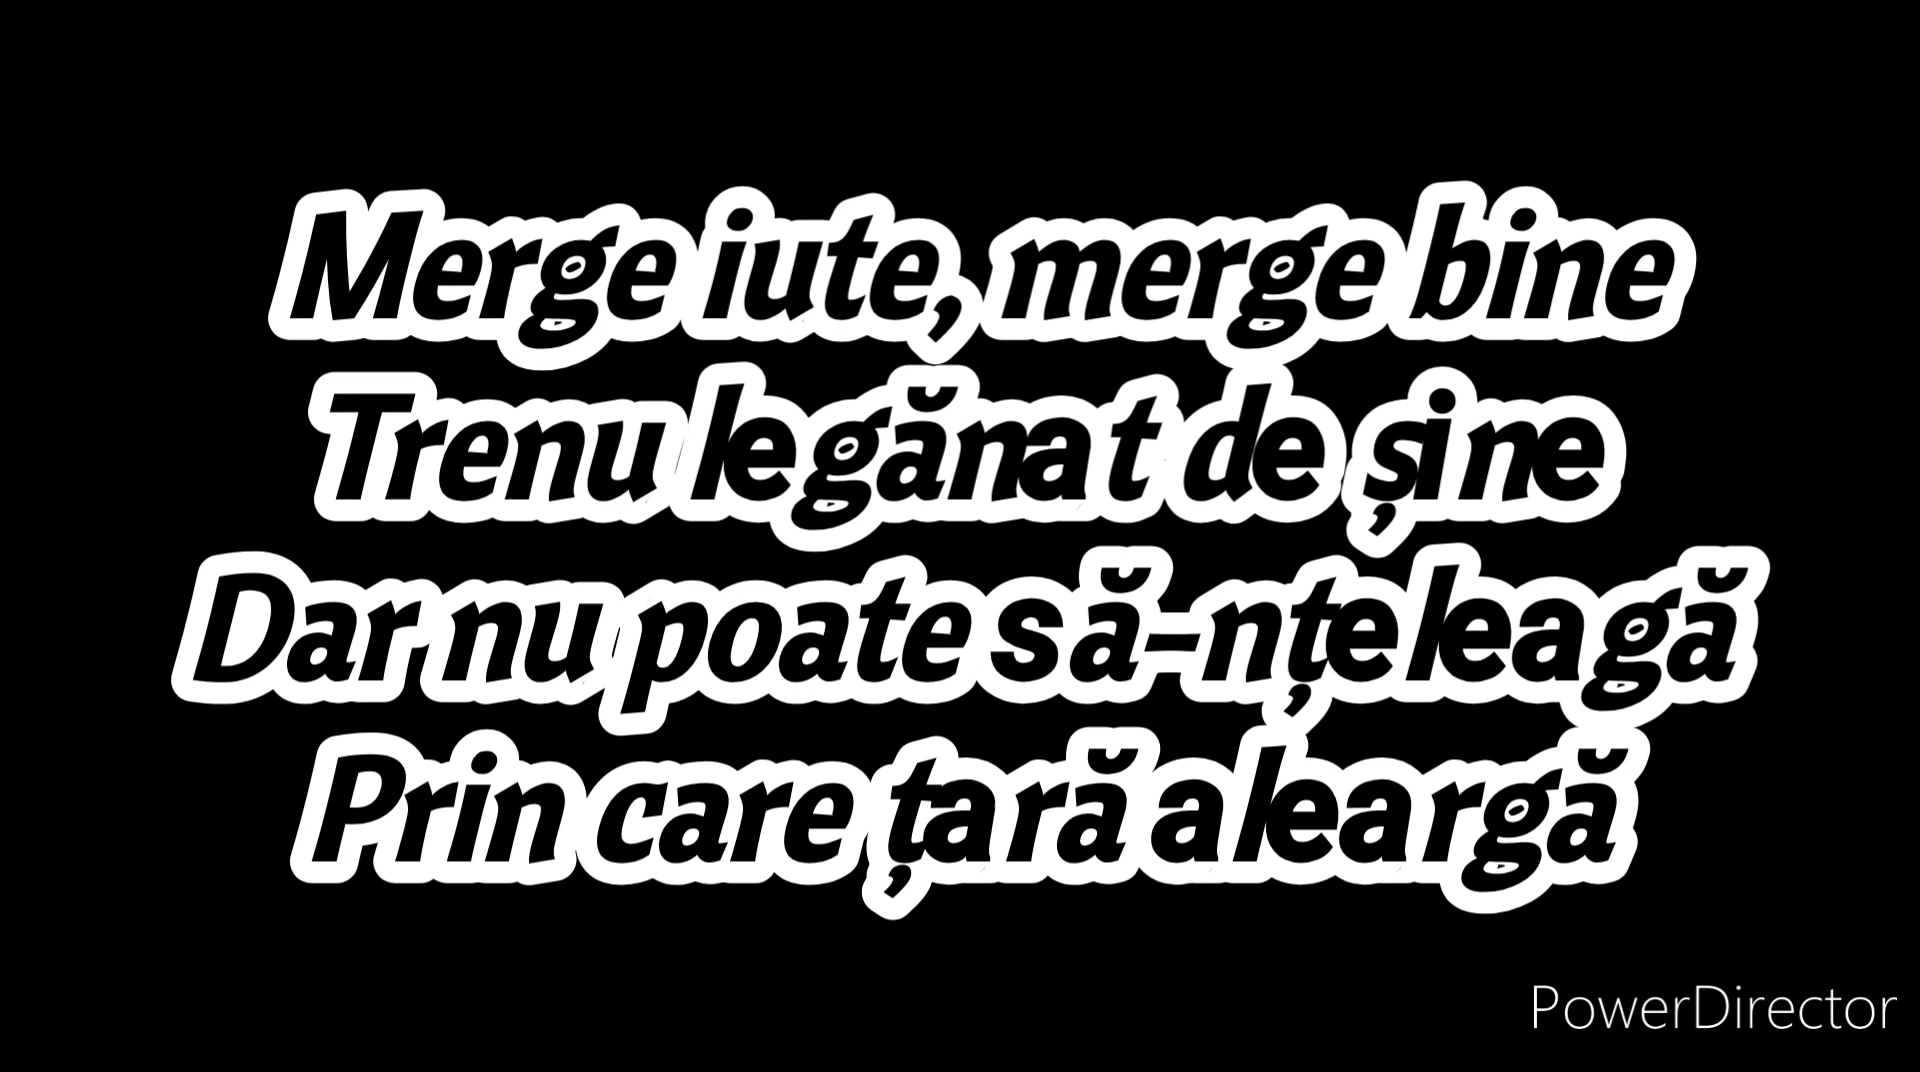 Merge iute, merge bine
Trenu legănat de șine
Dar nu poate să-nțeleagă
Prin care țară aleargă
PowerDirector